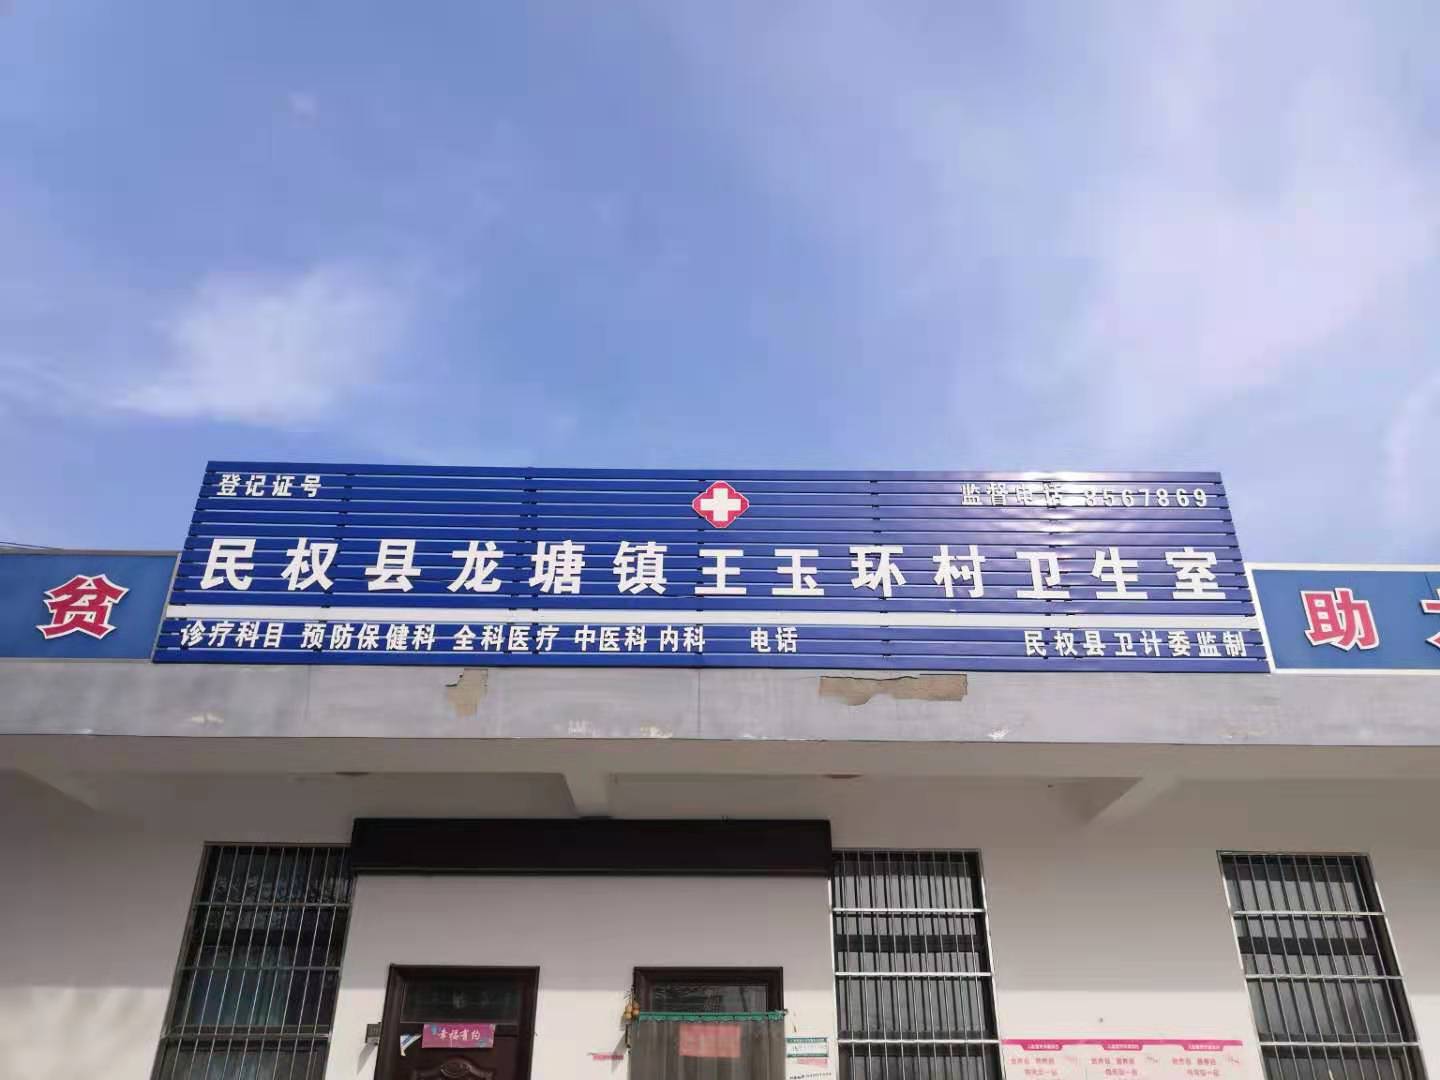 登记证号
监督电话 8567869
民权县龙塘镇王玉环村卫生室
诊疗科目 预防保健科 全科医疗 中医科 内科 电话
民权县卫计委监制
贫
助
幸福有约